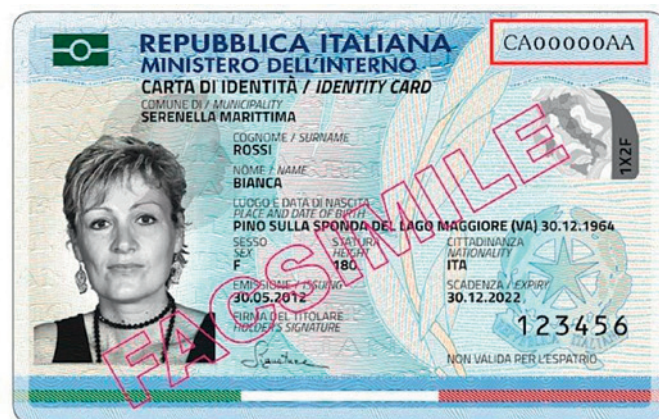 REPUBBLICA ITALIANA
CA00000AA
MINISTERO DELL'INTERNO
CARTA DI IDENTITÀ / IDENTITY CARD
COMUNE DI / MUNICIPALITY
SERENELLA MARITTIMA
COGNOME / SURNAME
ROSSI
NOME / NAME
BIANCA
1X2F
LUOGO E DATA DI NASCITA
PLACE AND DATE OF BIRTH
PINO SULLA SPONDA DEL LAGO MAGGIORE (VA) 30.12.1964
SESSO STATURA CITTADINANZA
SEX HEIGHT NATIONALITY
F 180 ITA
EMISSIONE / ISSUING SCADENZA / EXPIRY
30.05.2012 30.12.2022
FIRMA DEL TITOLARE
HOLDER'S SIGNATURE
123456
Signature
NON VALIDA PER L'ESPATRIO
FACSIMILE